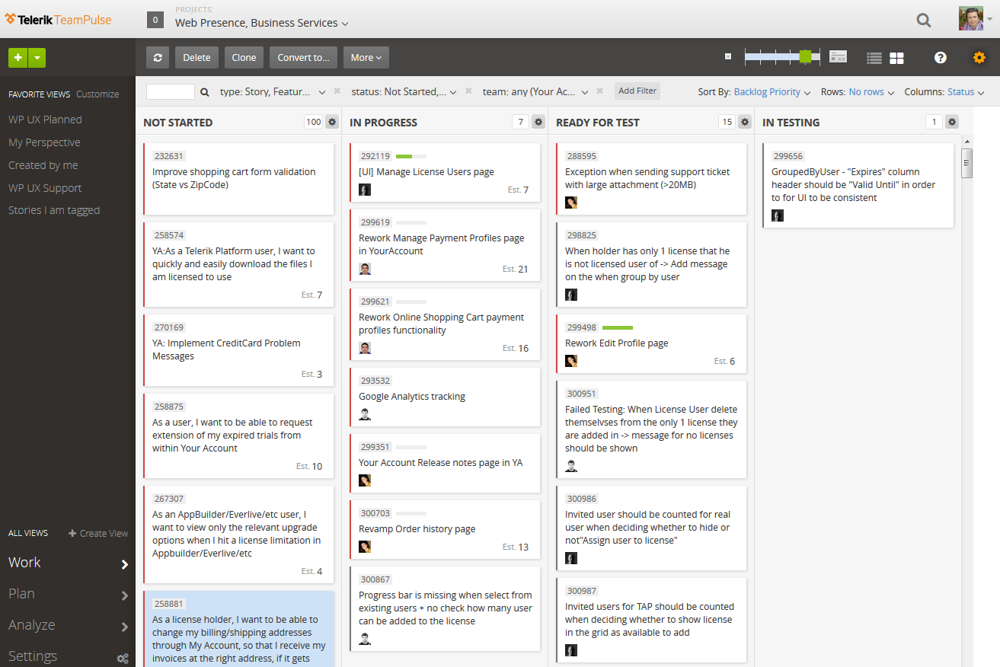 Telerik TeamPulse
0
PROJECTS:
Web Presence, Business Services
Delete
Clone
Convert to...
More
?
FAVORITE VIEWS Customize
WP UX Planned
My Perspective
Created by me
WP UX Support
Stories I am tagged
ALL VIEWS
+ Create View
Work
Plan
Analyze
Settings
type: Story, Featur...
status: Not Started,...
team: any (Your Ac...
Add Filter
Sort By: Backlog Priority
Rows: No rows
Columns: Status
NOT STARTED
100
232631
Improve shopping cart form validation
(State vs ZipCode)
258574
YA:As a Telerik Platform user, I want to
quickly and easily download the files I
am licensed to use
Est. 7
270169
YA: Implement CreditCard Problem
Messages
Est. 3
258875
As a user, I want to be able to request
extension of my expired trials from
within Your Account
Est. 10
267307
As an AppBuilder/Everlive/etc user, I
want to view only the relevant upgrade
options when I hit a license limitation in
Appbuilder/Everlive/etc
Est. 4
258881
As a license holder, I want to be able to
change my billing/shipping addresses
through My Account, so that I receive my
invoices at the right address, if it gets
IN PROGRESS
7
292119
[UI] Manage License Users page
Est. 7
299619
Rework Manage Payment Profiles page
in YourAccount
Est. 21
299621
Rework Online Shopping Cart payment
profiles functionality
Est. 16
293532
Google Analytics tracking
299351
Your Account Release notes page in YA
300703
Revamp Order history page
Est. 13
300867
Progress bar is missing when select from
existing users + no check how many user
can be added to the license
READY FOR TEST
15
288595
Exception when sending support ticket
with large attachment (>20MB)
298825
When holder has only 1 license that he
is not licensed user of -> Add message
on the when group by user
299498
Rework Edit Profile page
Est. 6
300951
Failed Testing: When License User delete
themselvses from the only 1 license they
are added in -> message for no licenses
should be shown
300986
Invited user should be counted for real
user when deciding whether to hide or
not"Assign user to license"
300987
Invited users for TAP should be counted
when deciding whether to show license
in the grid as available to add
IN TESTING
1
299656
GroupedByUser - "Expires" column
header should be "Valid Until" in order
to for UI to be consistent